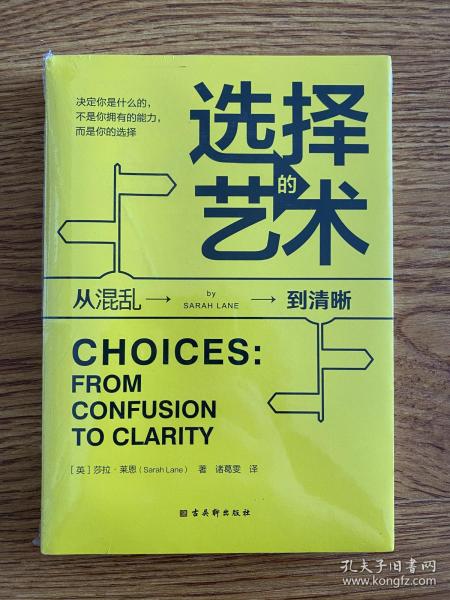 决定你是什么的，
不是你拥有的能力，
而是你的选择
选择
的
艺术
从混乱→
by
SARAH LANE
→到清晰
CHOICES:
FROM
CONFUSION
TO CLARITY
[英]莎拉·莱恩(Sarah Lane) 著 诸葛雯 译
古吴轩出版社
孔夫子旧书网
www.kongfz.com